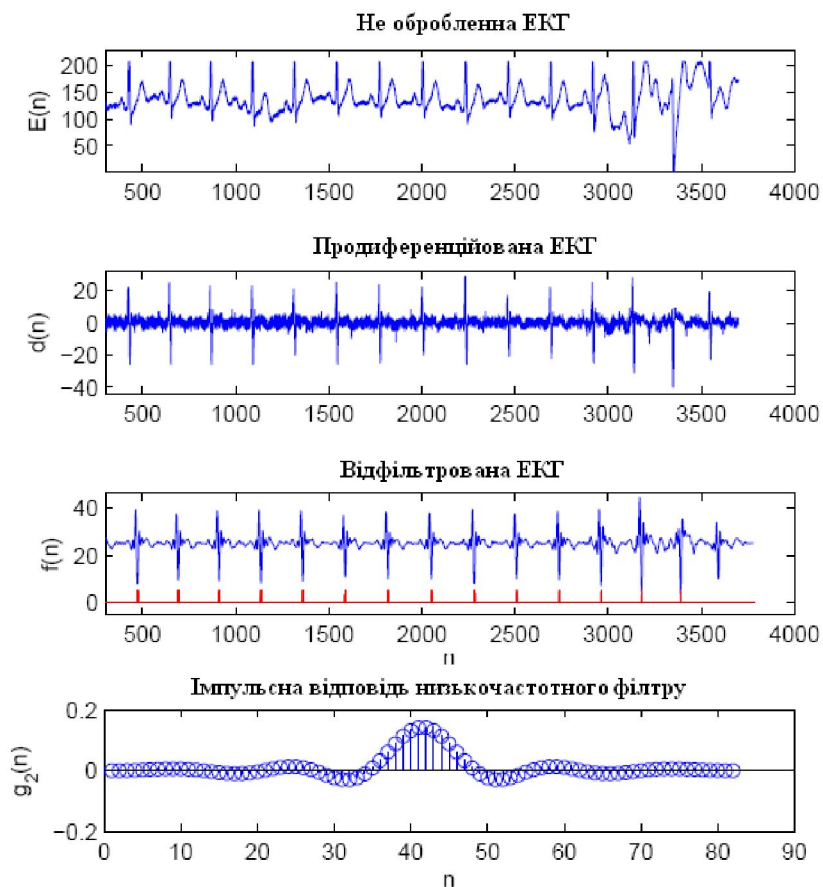 Не обробленна ЕКГ
E(n)
200
150
100
50
500 1000 1500 2000 2500 3000 3500 4000
Продиференційована ЕКГ
d(n)
20
0
−20
−40
500 1000 1500 2000 2500 3000 3500 4000
Відфільтрована ЕКГ
f(n)
40
20
0
500 1000 1500 2000 2500 3000 3500 4000
n
Імпульсна відповідь низькочастотного філтру
g2(n)
0.2
0
−0.2
0 10 20 30 40 50 60 70 80 90
n